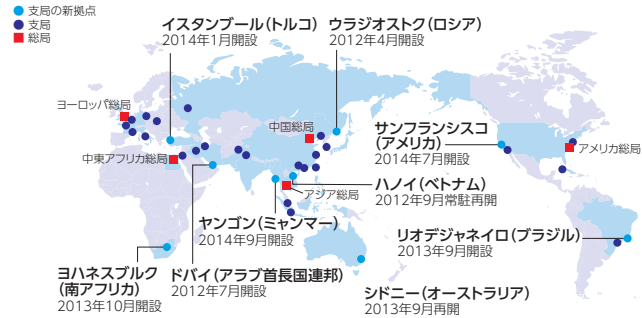 支局の新拠点
支局
総局
イスタンブール(トルコ)
2014年1月開設
ウラジオストク(ロシア)
2012年4月開設
ヨーロッパ総局
中国総局
サンフランシスコ
(アメリカ)
2014年7月開設
アメリカ総局
中東アフリカ総局
アジア総局
ハノイ(ベトナム)
2012年9月常駐再開
ヤンゴン(ミャンマー)
2014年9月開設
リオデジャネイロ(ブラジル)
2013年9月開設
ヨハネスブルク
(南アフリカ)
2013年10月開設
ドバイ(アラブ首長国連邦)
2012年7月開設
シドニー(オーストラリア)
2013年9月再開